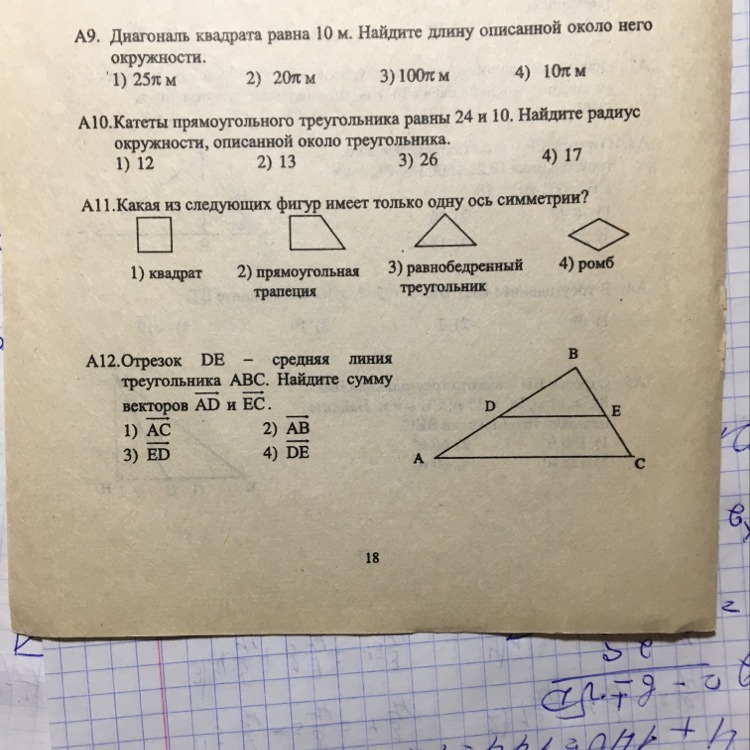 А9. Диагональ квадрата равна 10 м. Найдите длину описанной около него
окружности.
1) 25π м 2) 20π м 3) 100π м 4) 10π м
А10.Катеты прямоугольного треугольника равны 24 и 10. Найдите радиус
окружности, описанной около треугольника.
1) 12 2) 13 3) 26 4) 17
А11.Какая из следующих фигур имеет только одну ось симметрии?
1) квадрат 2) прямоугольная 3) равнобедренный 4) ромб
трапеция треугольник
А12.Отрезок DE – средняя линия
треугольника ABC. Найдите сумму
векторов AD и EC.
1) AC 2) AB
3) ED 4) DE
B
D E
A C
18